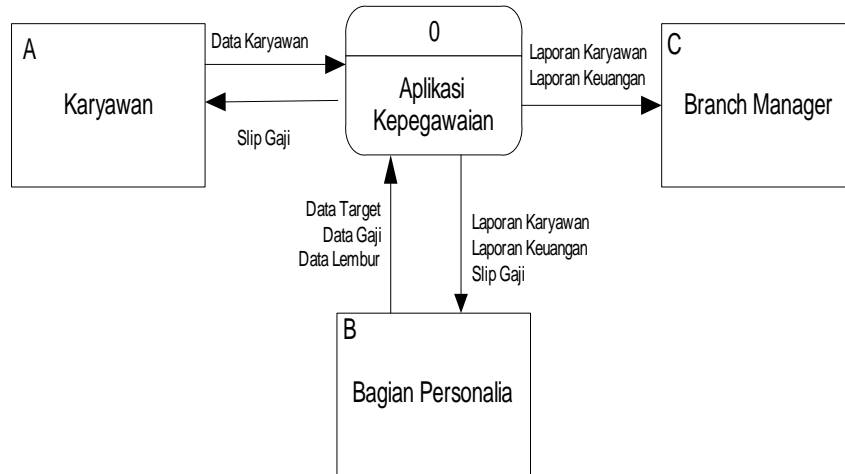 A
Karyawan
Data Karyawan
Slip Gaji
0
Aplikasi
Kepegawaian
Laporan Karyawan
Laporan Keuangan
C
Branch Manager
Data Target
Data Gaji
Data Lembur
Laporan Karyawan
Laporan Keuangan
Slip Gaji
B
Bagian Personalia